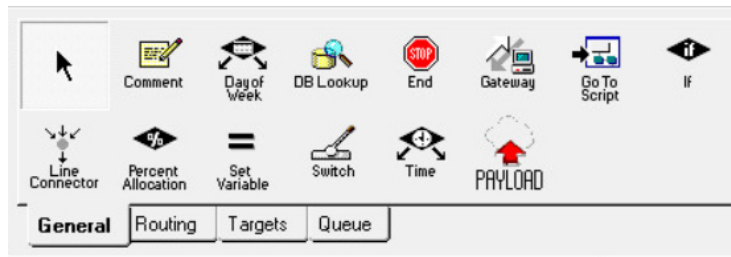 Comment
Day of
Week
DB Lookup
STOP
End
Gateway
Go To
Script
if
If
Line
Connector
%
Percent
Allocation
Set
Variable
Switch
Time
PAYLOAD
General
Routing
Targets
Queue